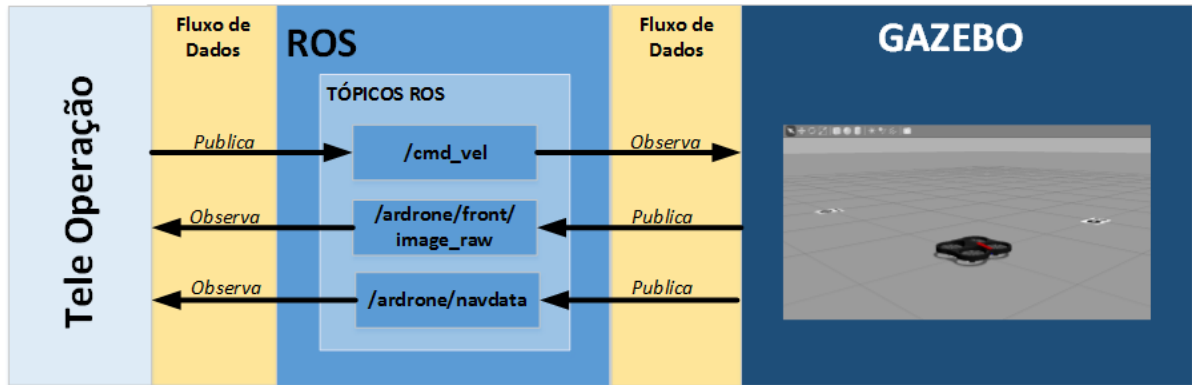 Tele Operação
Fluxo de
Dados
ROS
Fluxo de
Dados
GAZEBO
TÓPICOS ROS
Publica
/cmd_vel
Observa
Observa
/ardrone/front/
image_raw
Publica
Observa
/ardrone/navdata
Publica